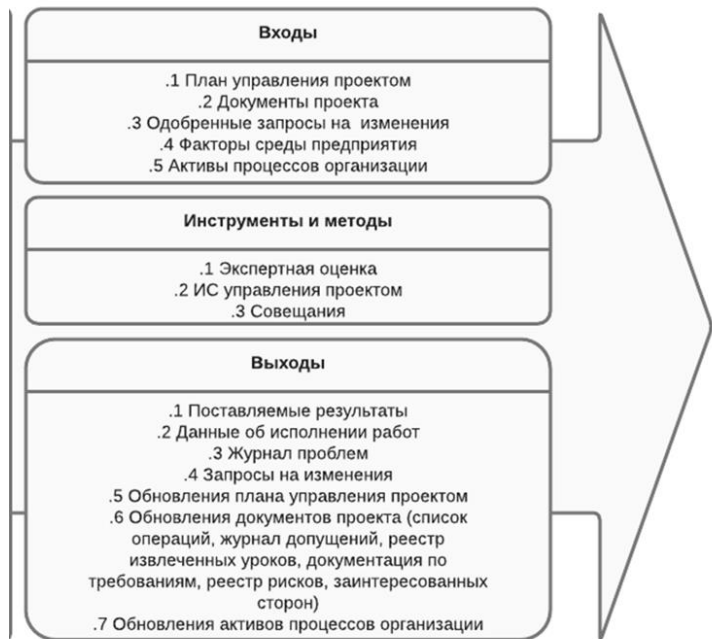 Входы
.1 План управления проектом
.2 Документы проекта
.3 Одобренные запросы на изменения
.4 Факторы среды предприятия
.5 Активы процессов организации
Инструменты и методы
.1 Экспертная оценка
.2 ИС управления проектом
.3 Совещания
Выходы
.1 Поставляемые результаты
.2 Данные об исполнении работ
.3 Журнал проблем
.4 Запросы на изменения
.5 Обновления плана управления проектом
.6 Обновления документов проекта (список
операций, журнал допущений, реестр
извлеченных уроков, документация по
требованиям, реестр рисков, заинтересованных
сторон)
.7 Обновления активов процессов организации